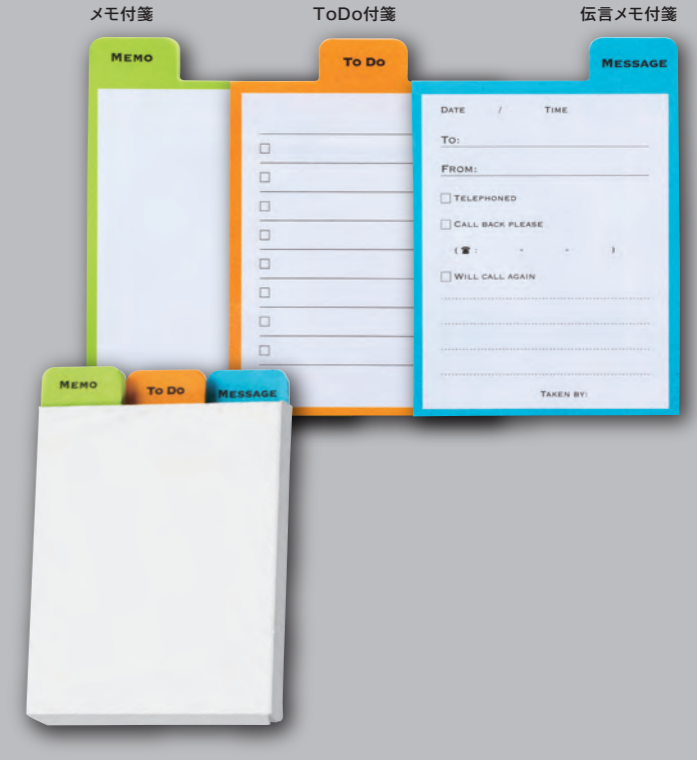 メモ付箋
ToDo付箋
伝言メモ付箋
MEMO
TO DO
MESSAGE
DATE / TIME
TO:
FROM:
TELEPHONED
CALL BACK PLEASE
(☎: - - )
WILL CALL AGAIN
TAKEN BY:
MEMO
TO DO
MESSAGE